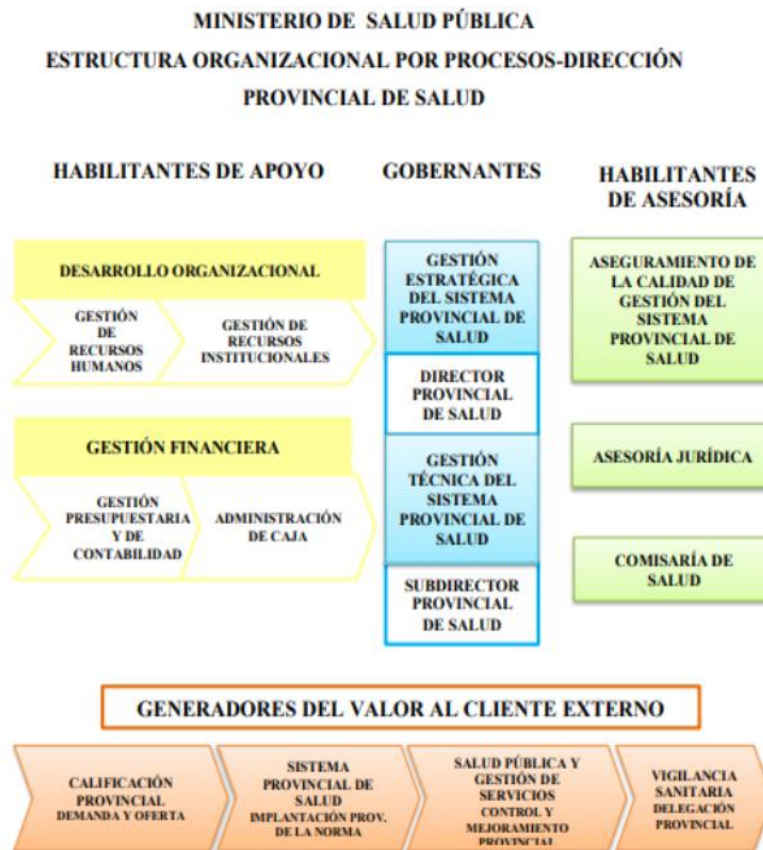 MINISTERIO DE SALUD PÚBLICA
ESTRUCTURA ORGANIZACIONAL POR PROCESOS-DIRECCIÓN
PROVINCIAL DE SALUD
HABILITANTES DE APOYO
DESARROLLO ORGANIZACIONAL
GESTIÓN
DE
RECURSOS
HUMANOS
GESTIÓN DE
RECURSOS
INSTITUCIONALES
GESTIÓN FINANCIERA
GESTIÓN
PRESUPUESTARIA
Y DE
CONTABILIDAD
ADMINISTRACIÓN
DE CAJA
GOBERNANTES
GESTIÓN
ESTRATÉGICA
DEL SISTEMA
PROVINCIAL DE
SALUD
DIRECTOR
PROVINCIAL
DE SALUD
GESTIÓN
TÉCNICA DEL
SISTEMA
PROVINCIAL DE
SALUD
SUBDIRECTOR
PROVINCIAL
DE SALUD
HABILITANTES
DE ASESORÍA
ASEGURAMIENTO DE
LA CALIDAD DE
GESTIÓN DEL
SISTEMA
PROVINCIAL DE
SALUD
ASESORÍA JURÍDICA
COMISARÍA DE
SALUD
GENERADORES DEL VALOR AL CLIENTE EXTERNO
CALIFICACIÓN
PROVINCIAL
DEMANDA Y OFERTA
SISTEMA
PROVINCIAL DE
SALUD
IMPLANTACIÓN PROV.
DE LA NORMA
SALUD PÚBLICA Y
GESTIÓN DE
SERVICIOS
CONTROL Y
MEJORAMIENTO
PROVINCIAL
VIGILANCIA
SANITARIA
DELEGACIÓN
PROVINCIAL